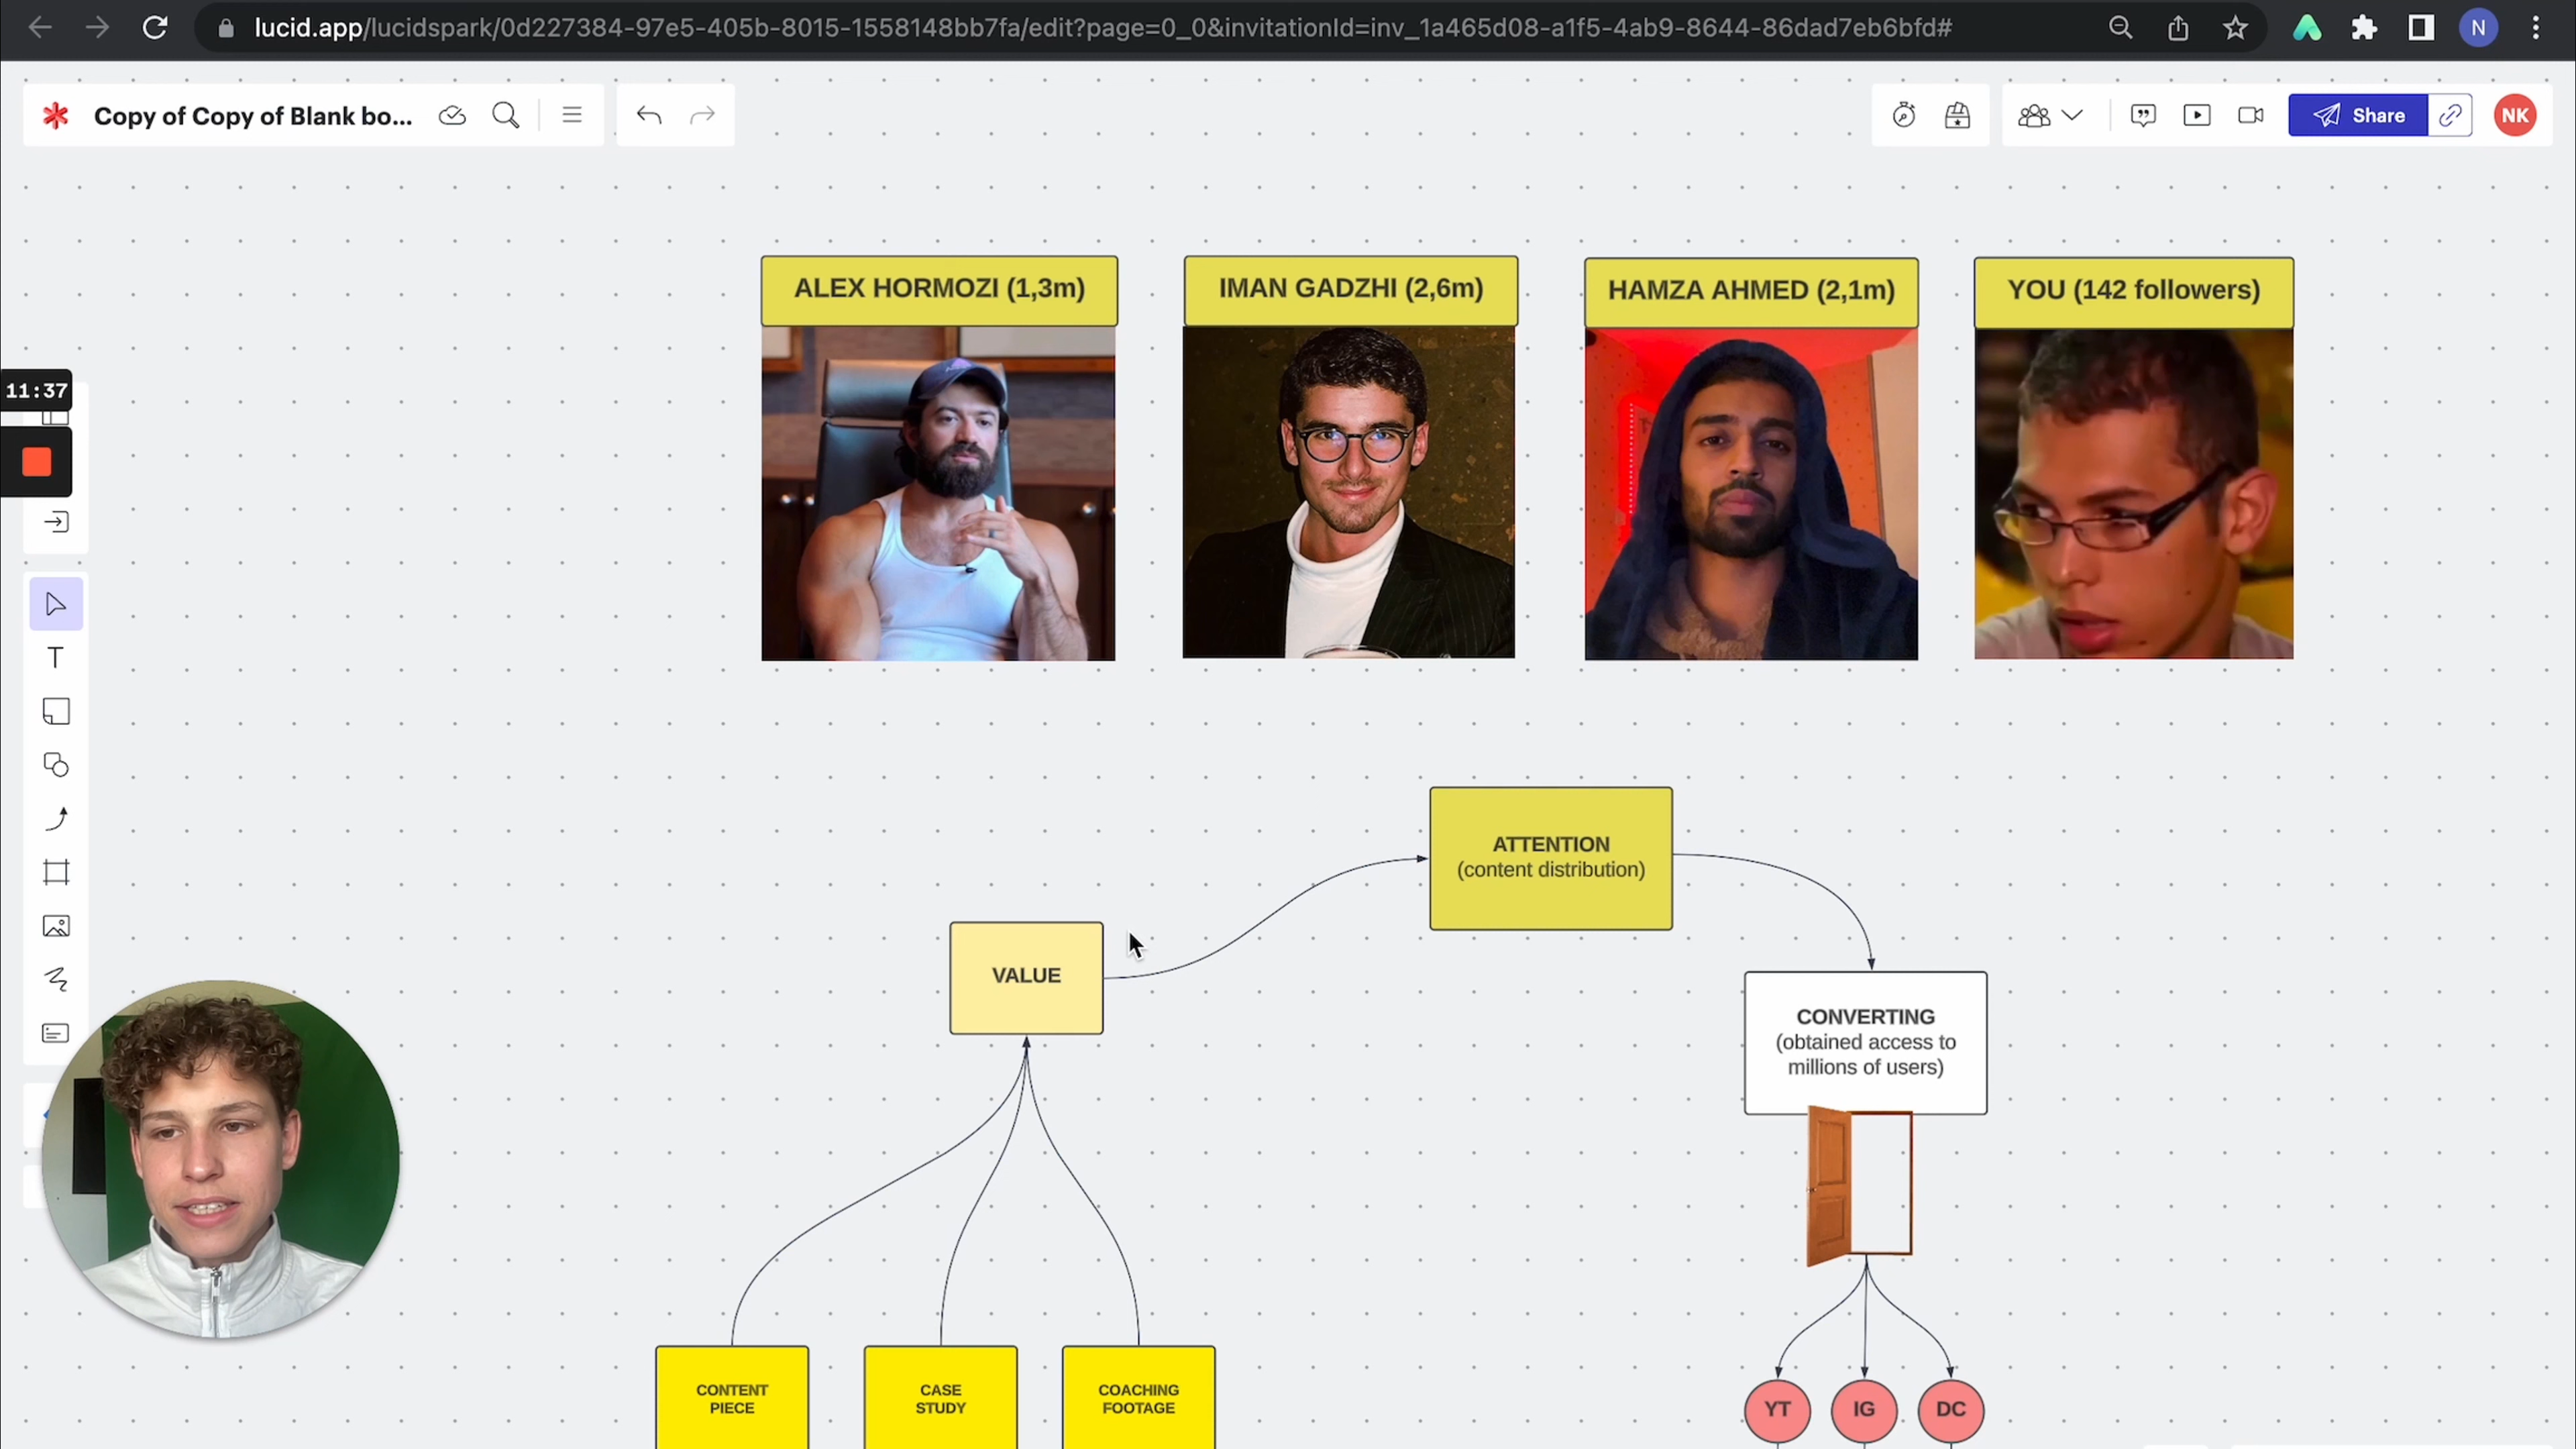 lucid.app/lucidspark/0d227384-97e5-405b-8015-1558148bb7fa/edit?page=0_0&invitationId=inv_1a465d08-a1f5-4ab9-8644-86dad7eb6bfd#
N
Copy of Copy of Blank bo...
Share
NK
ALEX HORMOZI (1,3m)
IMAN GADZHI (2,6m)
HAMZA AHMED (2,1m)
YOU (142 followers)
11:37
T
ATTENTION
(content distribution)
VALUE
CONVERTING
(obtained access to
millions of users)
CONTENT
PIECE
CASE
STUDY
COACHING
FOOTAGE
YT
IG
DC